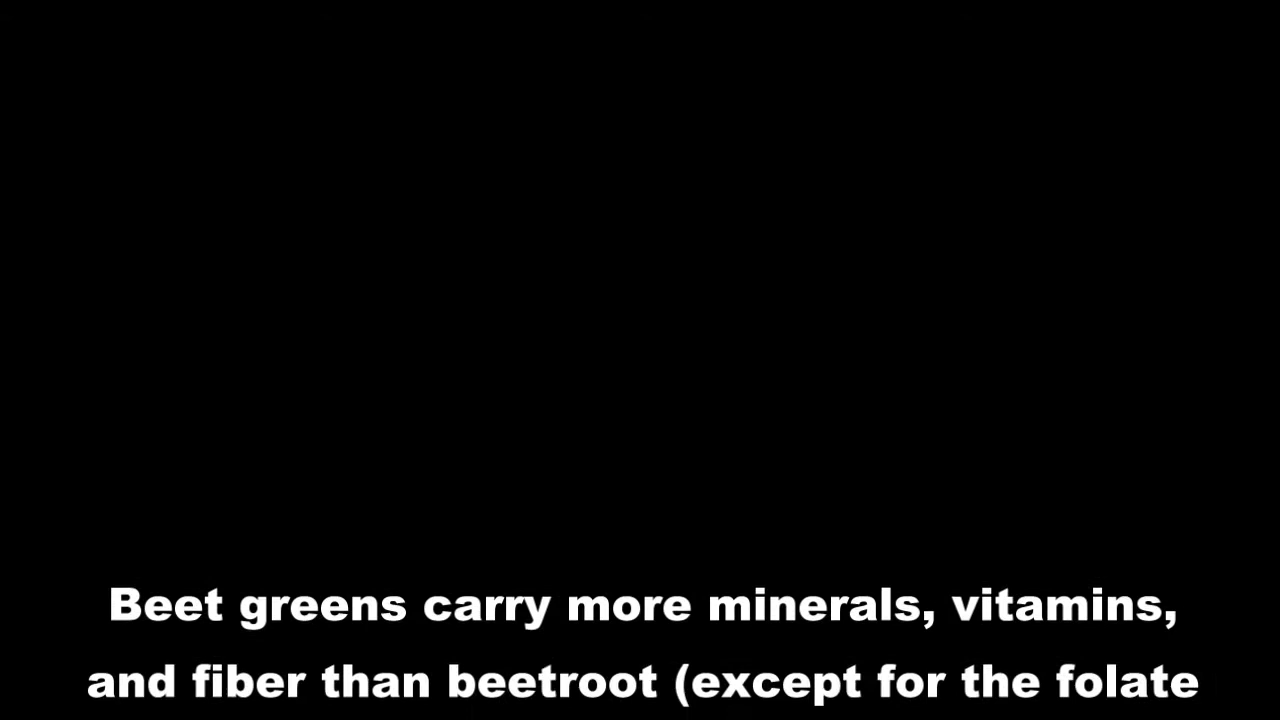 Beet greens carry more minerals, vitamins,
and fiber than beetroot (except for the folate